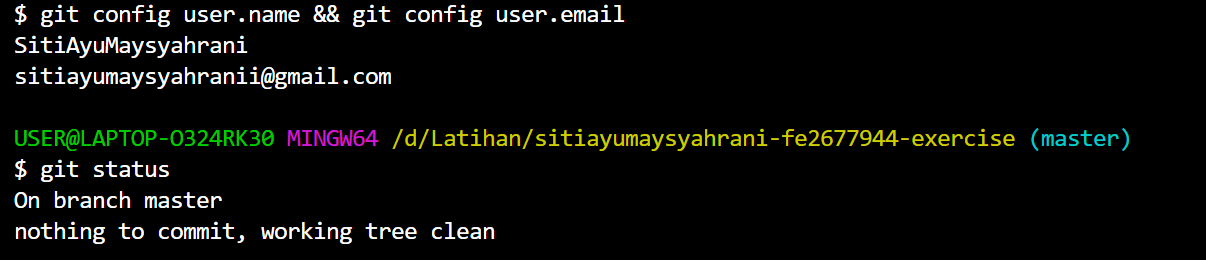 $ git config user.name && git config user.email
SitiAyuMaysyahrani
sitiayumaysyahranii@gmail.com
USER@LAPTOP-O324RK30 MINGW64 /d/Latihan/sitiayumaysyahrani-fe2677944-exercise (master)
$ git status
On branch master
nothing to commit, working tree clean